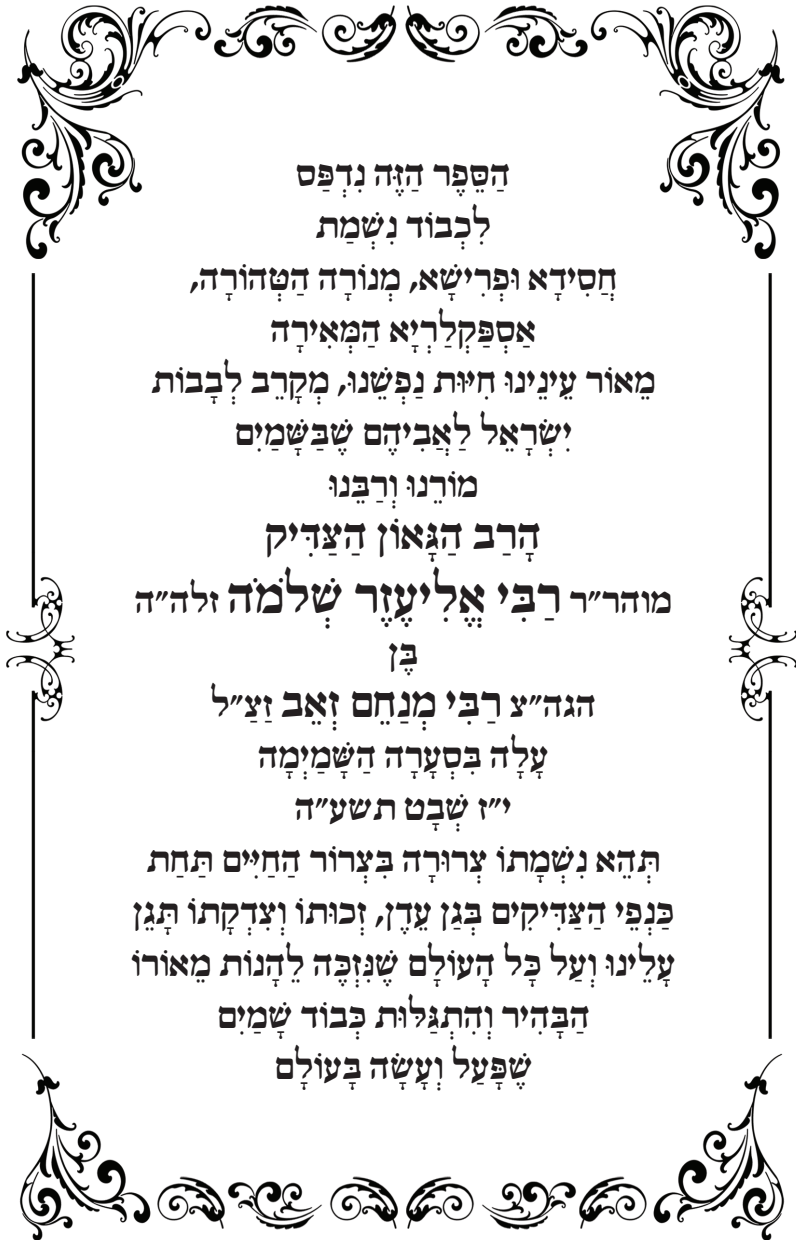 הַסֵּפֶר הַזֶּה נִדְפַּס
לִכְבוֹד נִשְׁמַת
חֲסִידָא וּפְרִישָׁא, מְנוֹרָה הַטְּהוֹרָה,
אַסְפַּקְלַרְיָא הַמְּאִירָה
מֵאוֹר עֵינֵינוּ חִיּוּת נַפְשֵׁנוּ, מְקָרֵב לְבָבוֹת
יִשְׂרָאֵל לַאֲבִיהֶם שֶׁבַּשָּׁמַיִם
מוֹרֵנוּ וְרַבֵּנוּ
הָרַב הַגָּאוֹן הַצַּדִּיק
מוהר״ר רַבִּי אֱלִיעֶזֶר שְׁלֹמֹה זלה״ה
בֶּן
הגה״צ רַבִּי מְנַחֵם זְאֵב זַצַ״ל
עָלָה בִּסְעָרָה הַשָּׁמַיְמָה
י״ז שְׁבָט תשע״ה
תְּהֵא נִשְׁמָתוֹ צְרוּרָה בִּצְרוֹר הַחַיִּים תַּחַת
כַּנְפֵי הַצַּדִּיקִים בְּגַן עֵדֶן, זְכוּתוֹ וְצִדְקָתוֹ תָּגֵן
עָלֵינוּ וְעַל כָּל הָעוֹלָם שֶׁנִּזְכֶּה לֵהָנוֹת מֵאוֹרוֹ
הַבָּהִיר וְהִתְגַּלּוּת כְּבוֹד שָׁמַיִם
שֶׁפָּעַל וְעָשָׂה בָּעוֹלָם